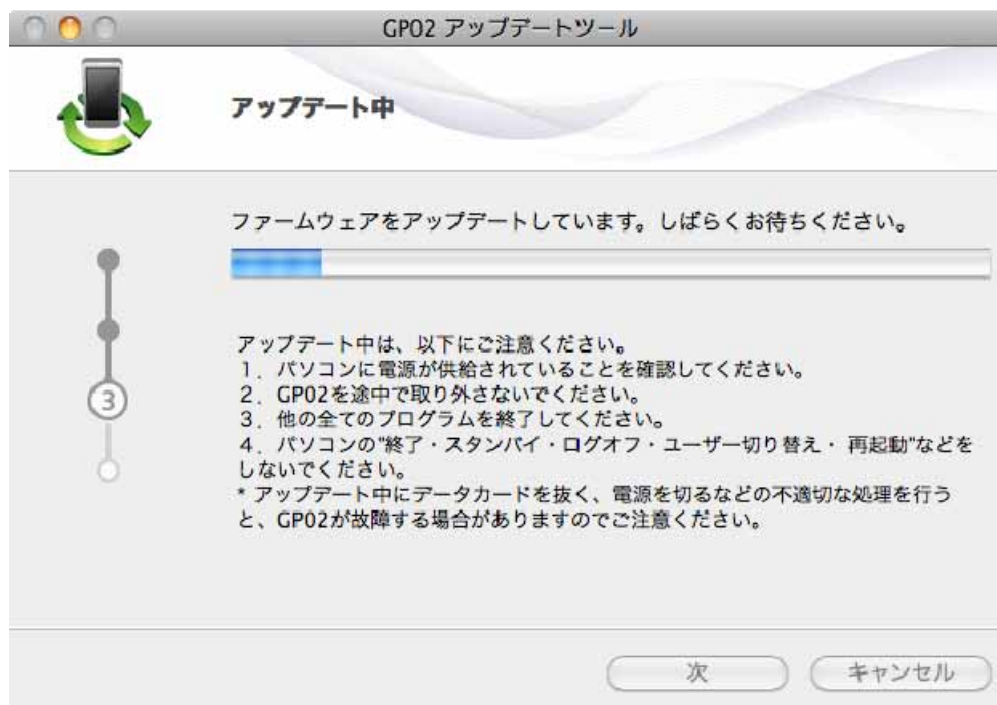 GP02 アップデートツール
アップデート中
ファームウェアをアップデートしています。しばらくお待ちください。
アップデート中は、以下にご注意ください。
1．パソコンに電源が供給されていることを確認してください。
2．GP02を途中で取り外さないでください。
3．他の全てのプログラムを終了してください。
4．パソコンの"終了・スタンバイ・ログオフ・ユーザー切り替え・ 再起動"などを
しないでください。
* アップデート中にデータカードを抜く、電源を切るなどの不適切な処理を行う
と、GP02が故障する場合がありますのでご注意ください。
3
次
キャンセル